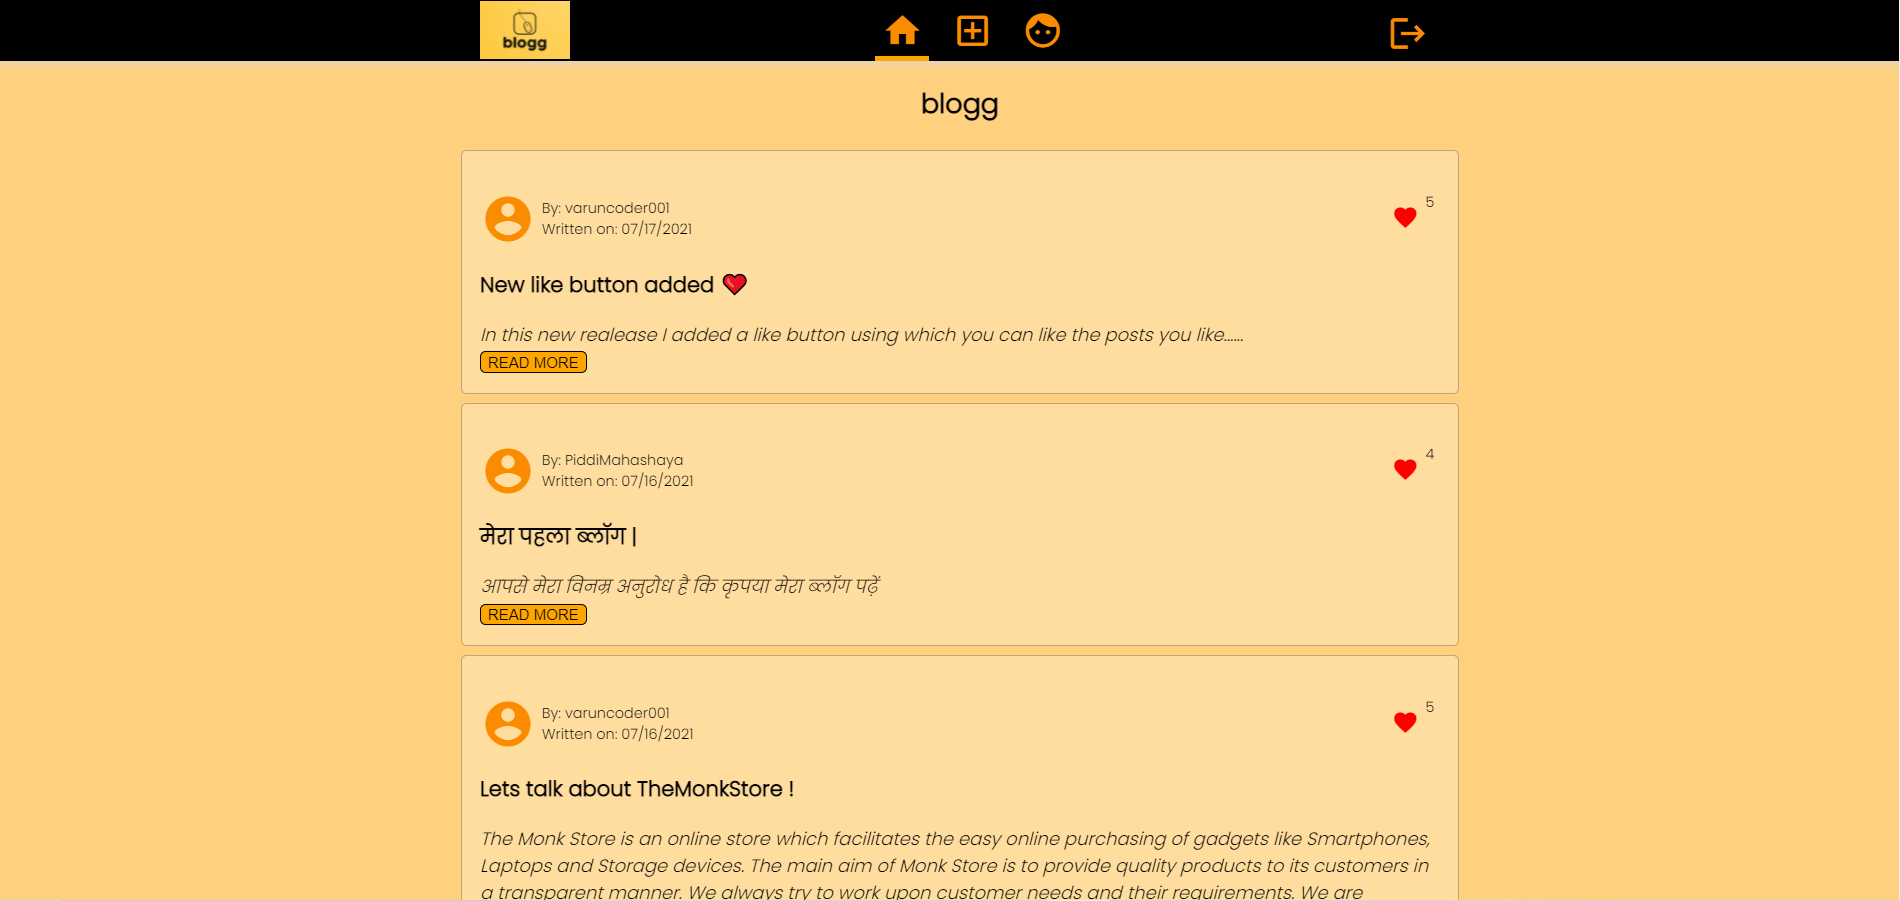 blogg
blogg
By: varuncoder001
Written on: 07/17/2021
5
New like button added
In this new realease I added a like button using which you can like the posts you like......
READ MORE
By: PiddiMahashaya
Written on: 07/16/2021
4
मेरा पहला ब्लॉग |
आपसे मेरा विनम्र अनुरोध है कि कृपया मेरा ब्लॉग पढ़ें
READ MORE
By: varuncoder001
Written on: 07/16/2021
5
Lets talk about TheMonkStore !
The Monk Store is an online store which facilitates the easy online purchasing of gadgets like Smartphones,
Laptops and Storage devices. The main aim of Monk Store is to provide quality products to its customers in
a transparent manner. We always try to work upon customer needs and their requirements. We are